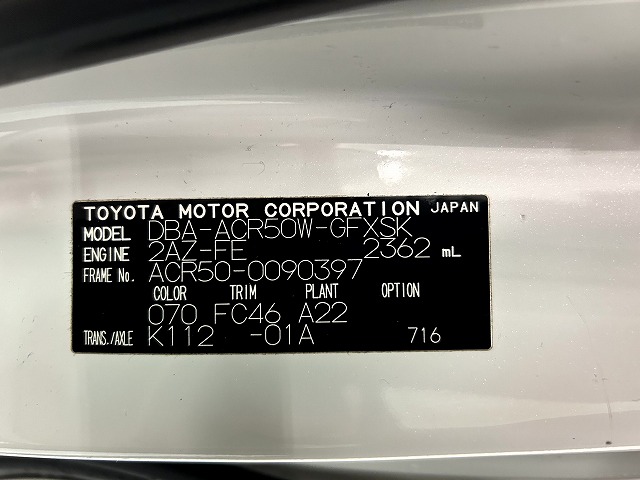 TOYOTA MOTOR CORPORATION JAPAN
MODEL DBA-ACR50W-GFXSK
ENGINE 2AZ-FE 2362 mL
FRAME No. ACR50-0090397
COLOR TRIM PLANT OPTION
070 FC46 A22
TRANS./AXLE K112 -01A 716